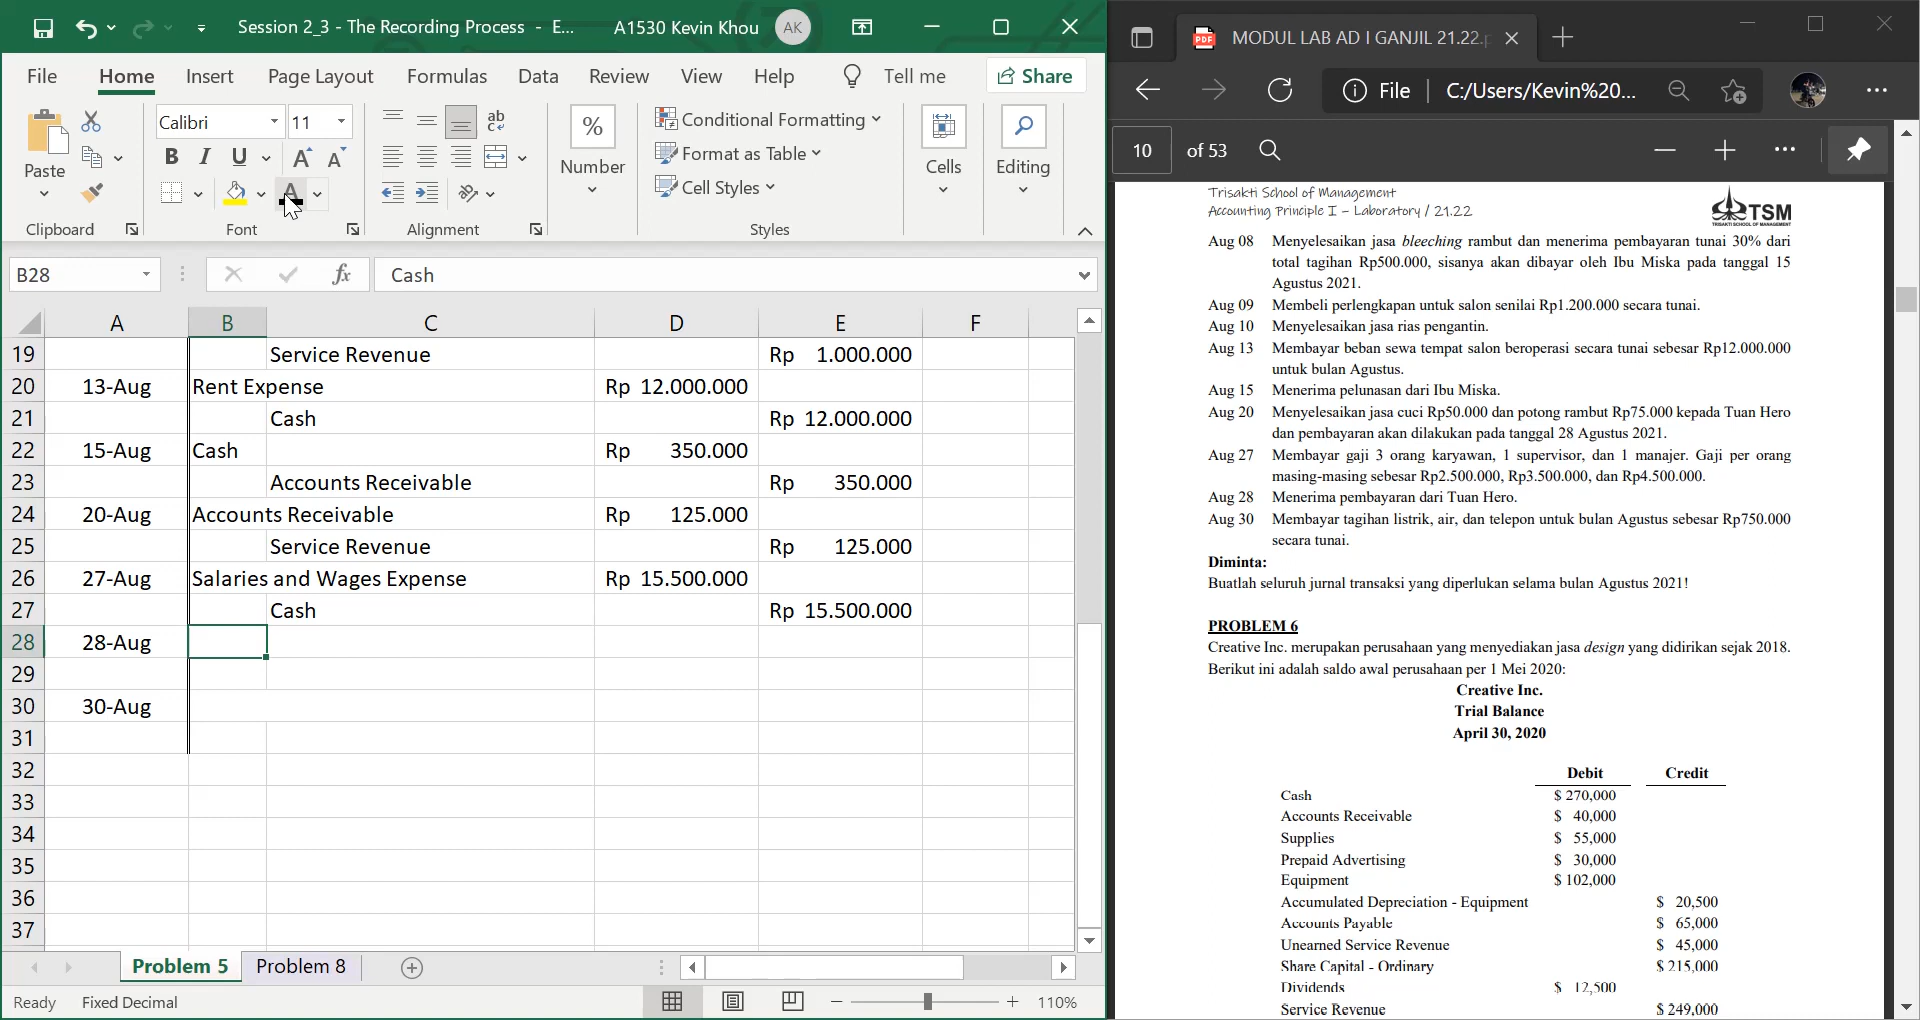 Session 2_3 - The Recording Process - E... A1530 Kevin Khou AK
File Home Insert Page Layout Formulas Data Review View Help Tell me Share
Paste
Calibri 11
B I U A A
ab
c
A
%
Number
Conditional Formatting
Format as Table
Cell Styles
Cells
Editing
Clipboard Font Alignment Styles
B28 fx Cash
A B C D E F
19 Service Revenue Rp 1.000.000
20 13-Aug Rent Expense Rp 12.000.000
21 Cash Rp 12.000.000
22 15-Aug Cash Rp 350.000
23 Accounts Receivable Rp 350.000
24 20-Aug Accounts Receivable Rp 125.000
25 Service Revenue Rp 125.000
26 27-Aug Salaries and Wages Expense Rp 15.500.000
27 Cash Rp 15.500.000
28 28-Aug
29
30 30-Aug
31
32
33
34
35
36
37
Problem 5 Problem 8
Ready Fixed Decimal 110%
PDF MODUL LAB AD I GANJIL 21.22.p
File C:/Users/Kevin%20...
10 of 53
Trisakti School of Management
Accounting Principle I – Laboratory / 21.22
TSM
TRISAKTI SCHOOL OF MANAGEMENT
Aug 08 Menyelesaikan jasa bleeching rambut dan menerima pembayaran tunai 30% dari
total tagihan Rp500.000, sisanya akan dibayar oleh Ibu Miska pada tanggal 15
Agustus 2021.
Aug 09 Membeli perlengkapan untuk salon senilai Rp1.200.000 secara tunai.
Aug 10 Menyelesaikan jasa rias pengantin.
Aug 13 Membayar beban sewa tempat salon beroperasi secara tunai sebesar Rp12.000.000
untuk bulan Agustus.
Aug 15 Menerima pelunasan dari Ibu Miska.
Aug 20 Menyelesaikan jasa cuci Rp50.000 dan potong rambut Rp75.000 kepada Tuan Hero
dan pembayaran akan dilakukan pada tanggal 28 Agustus 2021.
Aug 27 Membayar gaji 3 orang karyawan, 1 supervisor, dan 1 manajer. Gaji per orang
masing-masing sebesar Rp2.500.000, Rp3.500.000, dan Rp4.500.000.
Aug 28 Menerima pembayaran dari Tuan Hero.
Aug 30 Membayar tagihan listrik, air, dan telepon untuk bulan Agustus sebesar Rp750.000
secara tunai.
Diminta:
Buatlah seluruh jurnal transaksi yang diperlukan selama bulan Agustus 2021!
PROBLEM 6
Creative Inc. merupakan perusahaan yang menyediakan jasa design yang didirikan sejak 2018.
Berikut ini adalah saldo awal perusahaan per 1 Mei 2020:
Creative Inc.
Trial Balance
April 30, 2020
Debit Credit
Cash $ 270,000
Accounts Receivable $ 40,000
Supplies $ 55,000
Prepaid Advertising $ 30,000
Equipment $ 102,000
Accumulated Depreciation - Equipment $ 20,500
Accounts Payable $ 65,000
Unearned Service Revenue $ 45,000
Share Capital - Ordinary $ 215,000
Dividends $ 12,500
Service Revenue $ 249,000